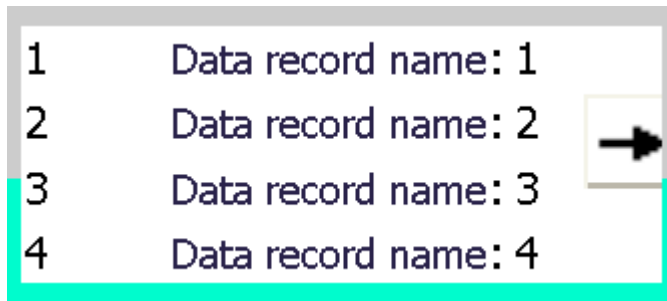 1 Data record name: 1
2 Data record name: 2
3 Data record name: 3
4 Data record name: 4